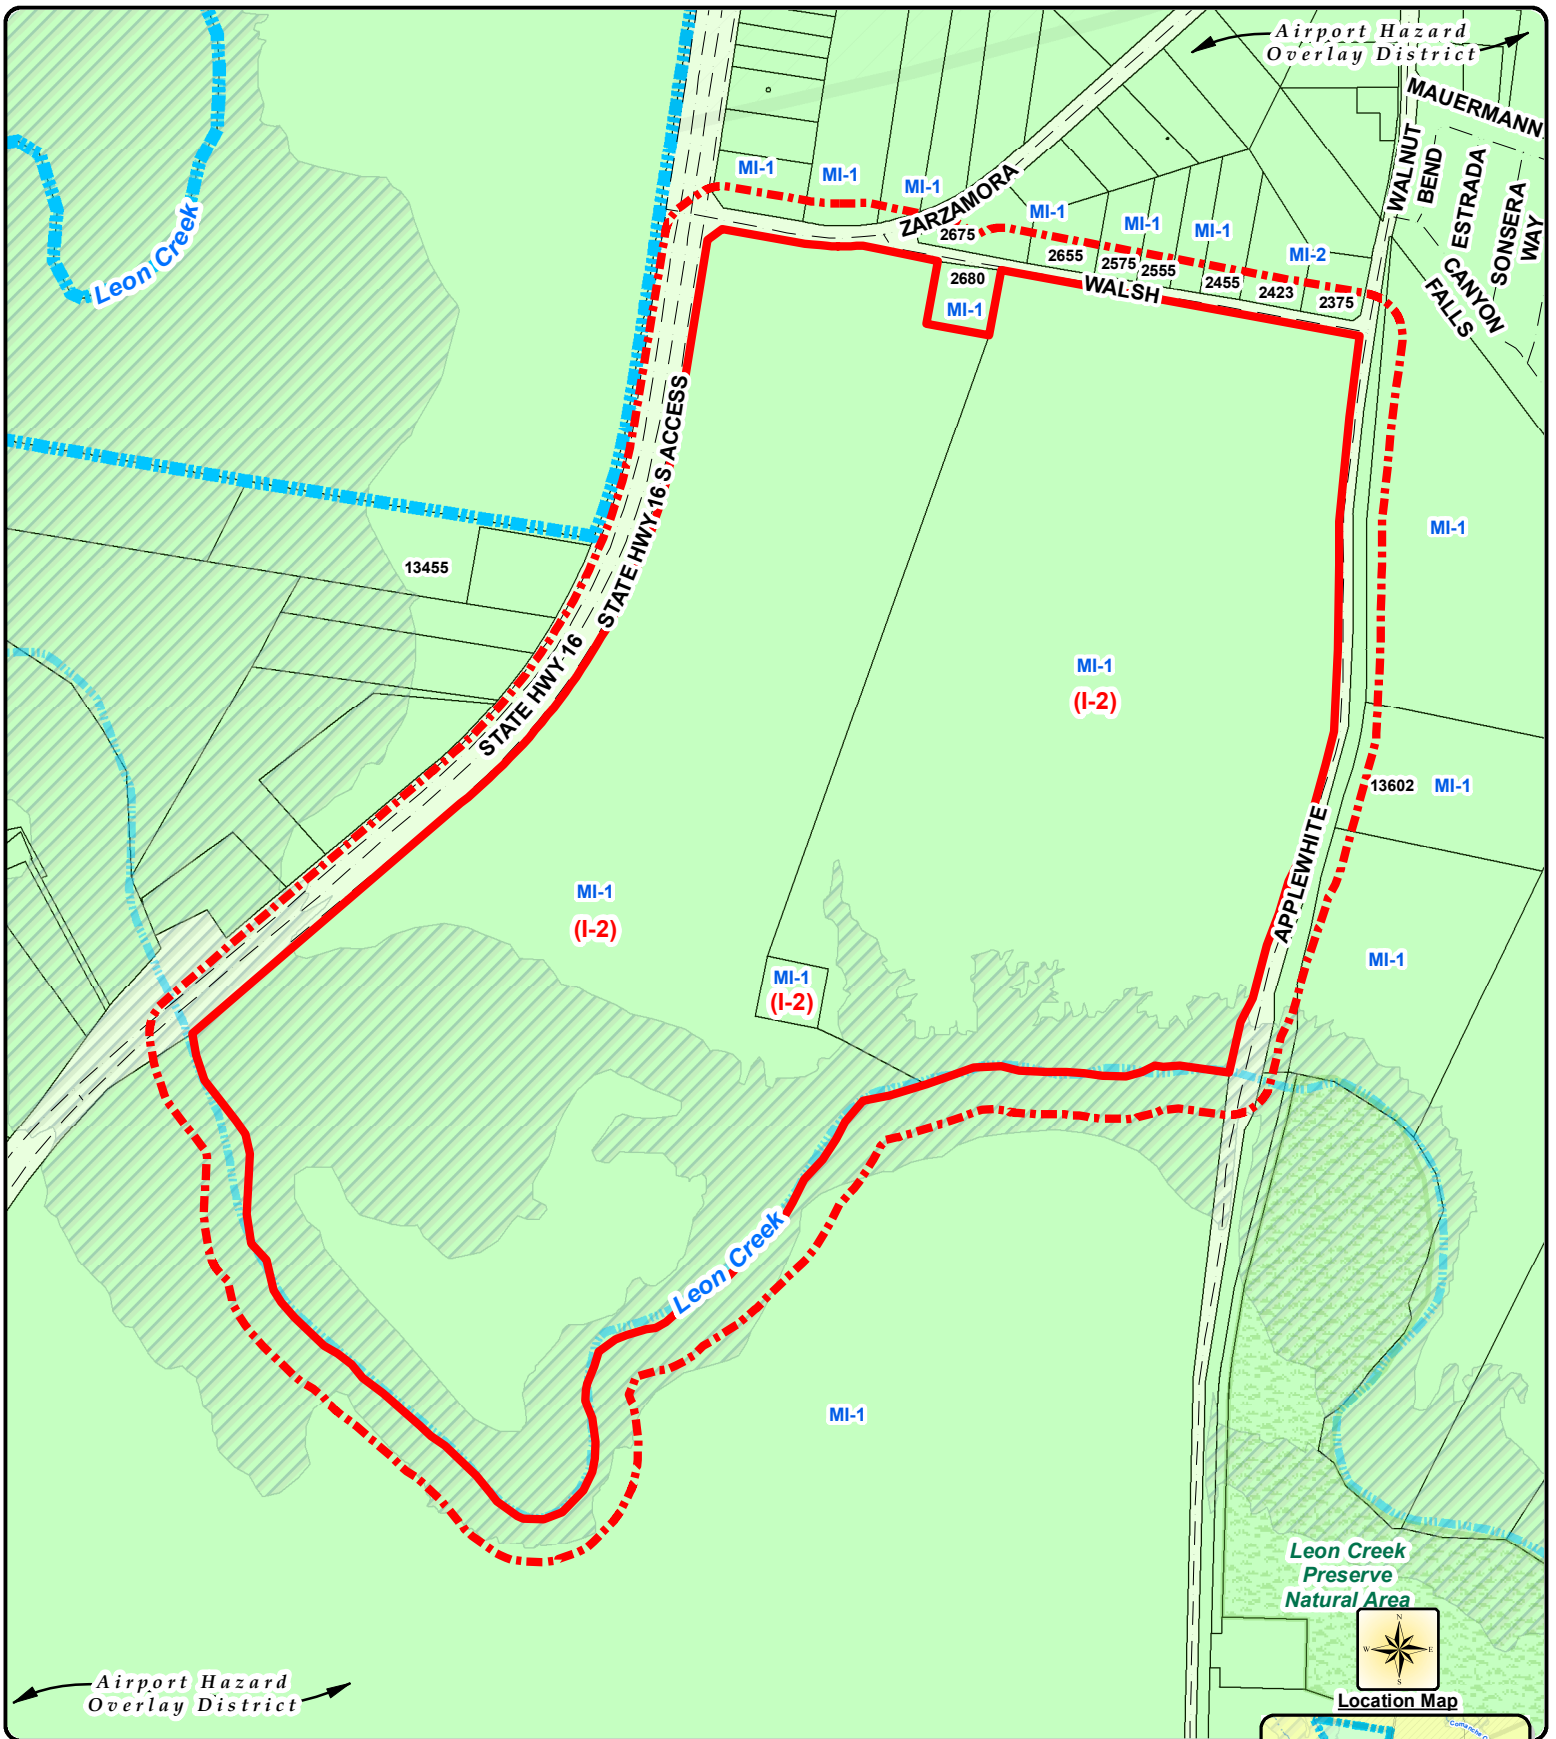 Airport Hazard
Overlay District
MAUERMANN
WALNUT
BEND
ESTRADA
SONSERA
WAY
CANYON
FALLS
MI-1
MI-1
MI-1
ZARZAMORA
MI-1
MI-1
MI-1
MI-2
2675
2655
2575
2555
2455
2423
2375
2680
MI-1
WALSH
Leon Creek
STATE HWY 16 S ACCESS
MI-1
13455
STATE HWY 16
MI-1
(I-2)
13602
MI-1
APPLEWHITE
MI-1
(I-2)
MI-1
MI-1
(I-2)
Leon Creek
MI-1
Leon Creek
Preserve
Natural Area
N
W
E
S
Airport Hazard
Overlay District
Location Map